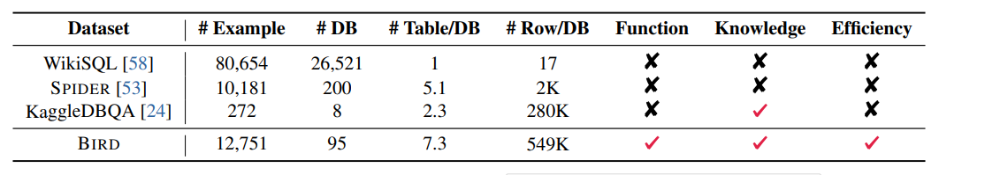 Dataset # Example # DB # Table/DB # Row/DB Function Knowledge Efficiency
WikiSQL [58] 80,654 26,521 1 17 ✘ ✘ ✘
SPIDER [53] 10,181 200 5.1 2K ✘ ✘ ✘
KaggleDBQA [24] 272 8 2.3 280K ✘ ✓ ✘
BIRD 12,751 95 7.3 549K ✓ ✓ ✓